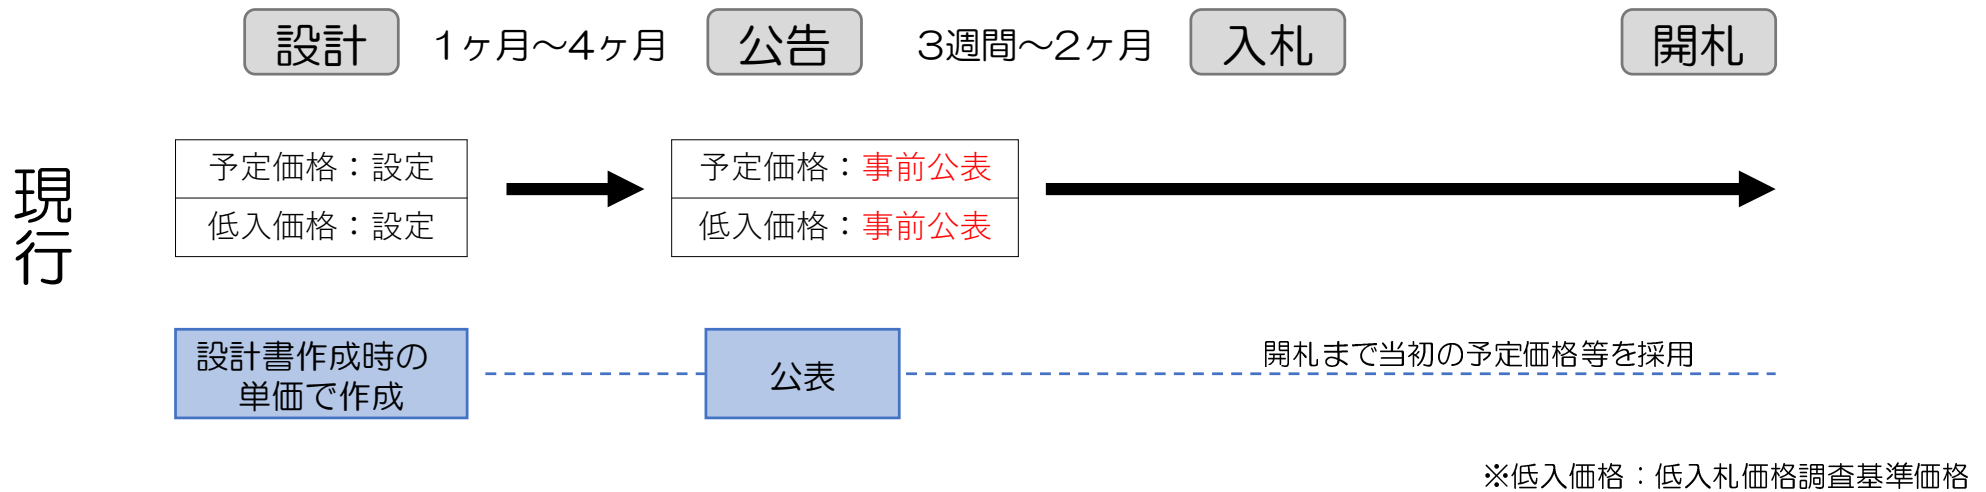 設計 1ヶ月～4ヶ月 公告 3週間～2ヶ月 入札 開札
現行
予定価格：設定
低入価格：設定
予定価格：事前公表
低入価格：事前公表
設計書作成時の
単価で作成
公表
開札まで当初の予定価格等を採用
※低入価格：低入札価格調査基準価格